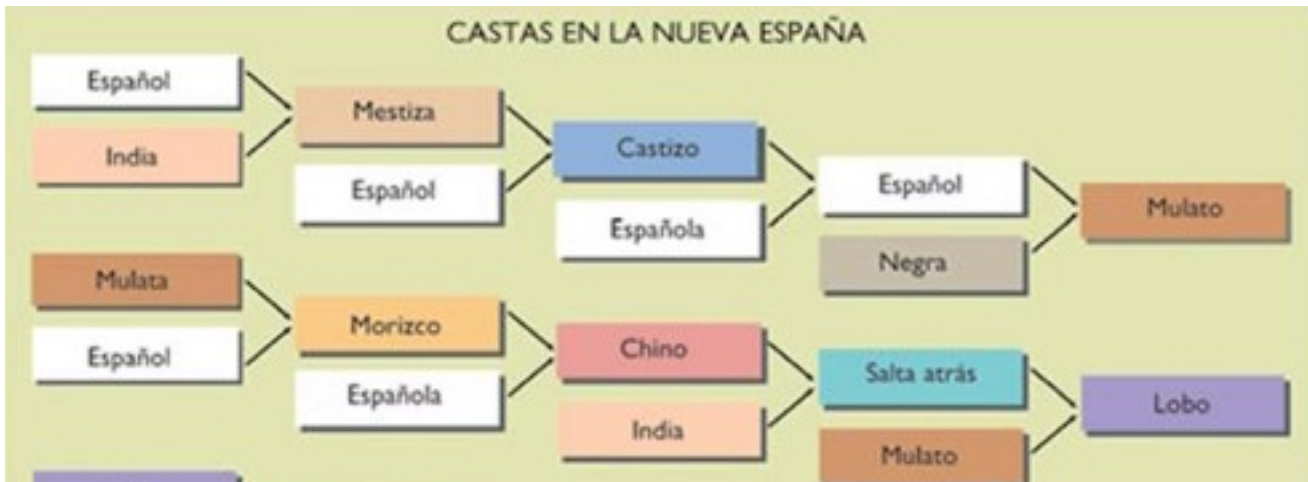 CASTAS EN LA NUEVA ESPAÑA
Español
India
Mestiza
Español
Castizo
Española
Español
Negra
Mulato
Mulata
Español
Morizco
Española
Chino
India
Salta atrás
Mulato
Lobo